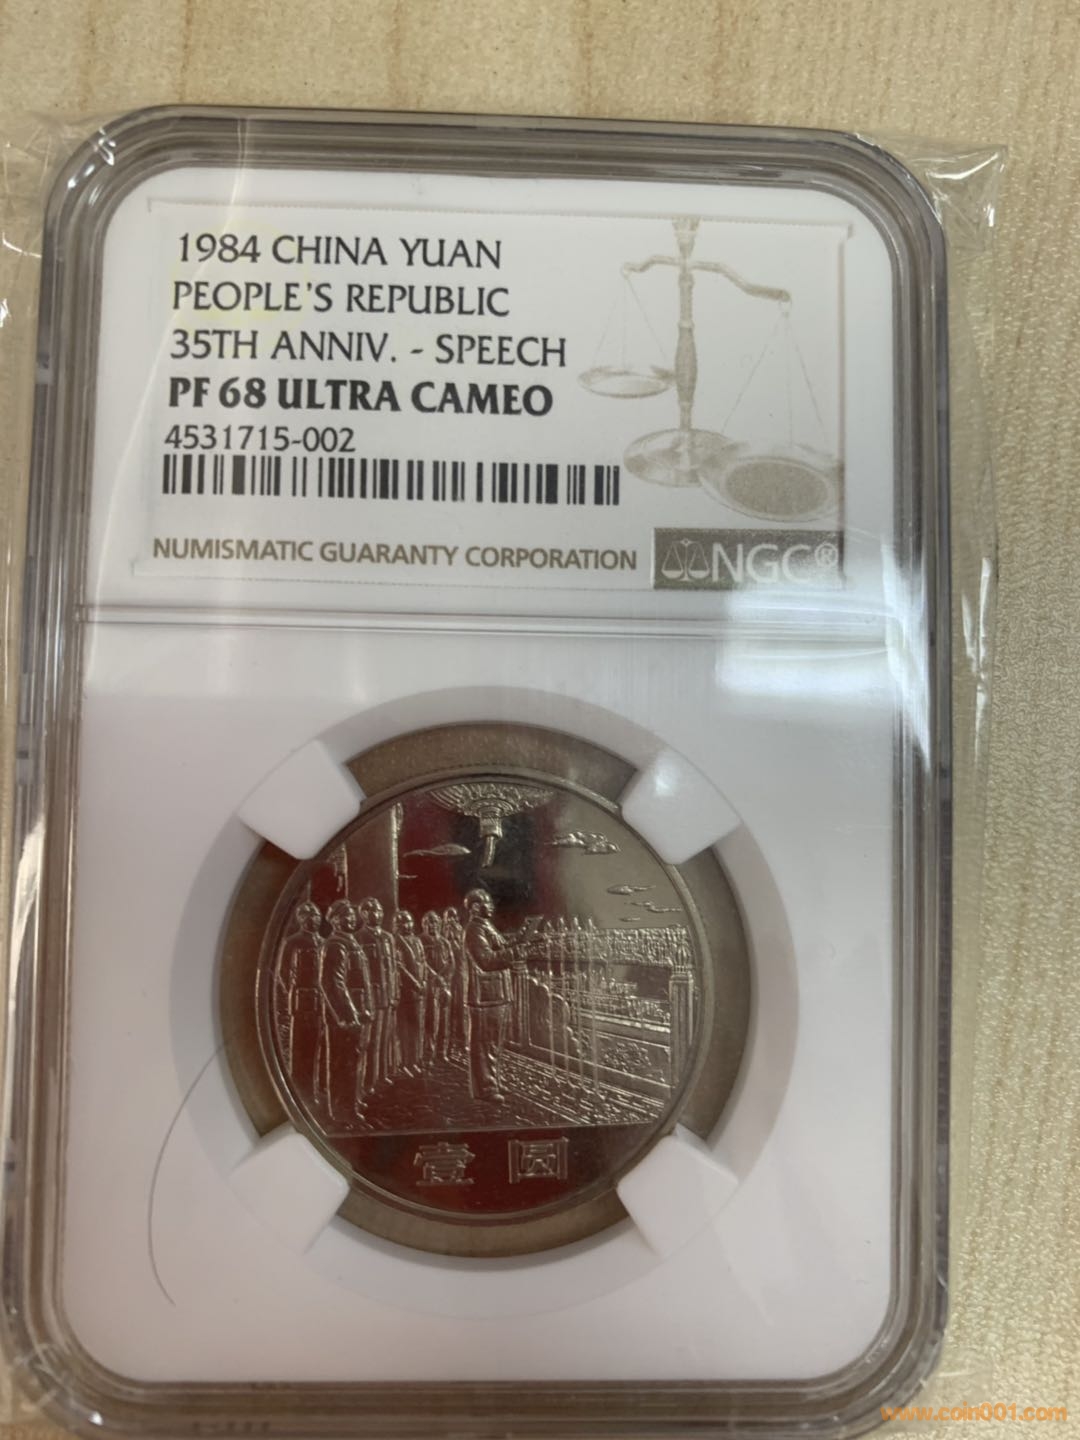 1984 CHINA YUAN
PEOPLE'S REPUBLIC
35TH ANNIV. - SPEECH
PF 68 ULTRA CAMEO
4531715-002
NUMISMATIC GUARANTY CORPORATION
NGC®
壹圆
www.coin001.com